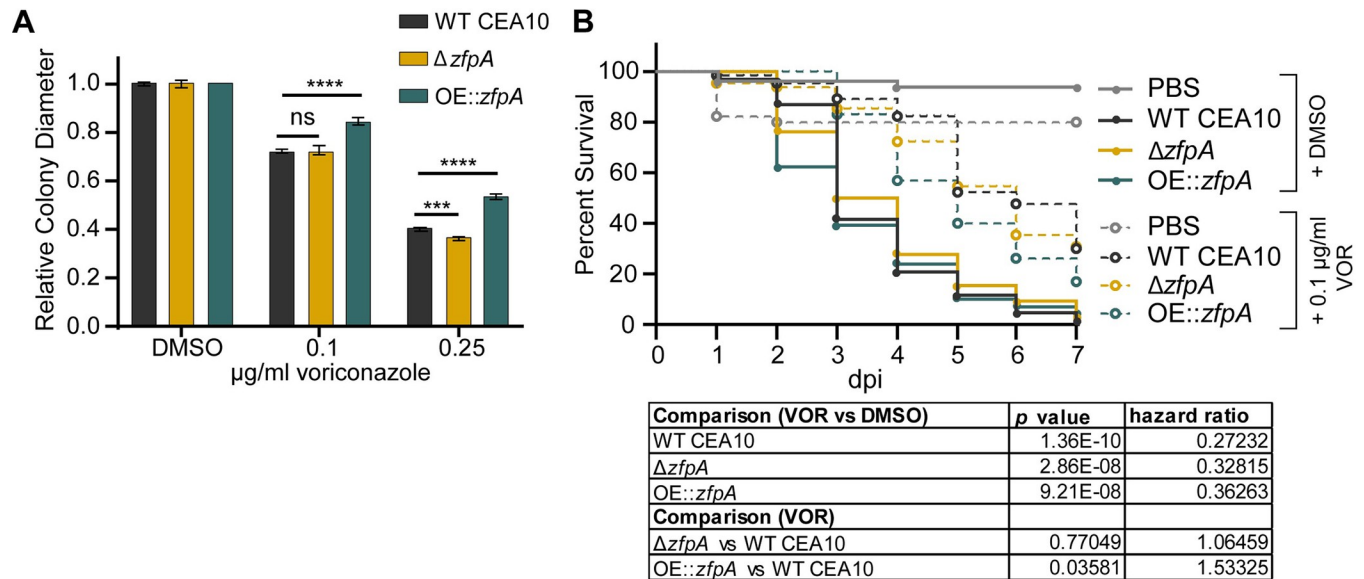 A
WT CEA10
ΔzfpA
OE::zfpA
Relative Colony Diameter
1.0
0.8
0.6
0.4
0.2
0.0
****
ns
****
***
DMSO
0.1
0.25
µg/ml voriconazole
B
Percent Survival
100
80
60
40
20
0
0 1 2 3 4 5 6 7
dpi
PBS
WT CEA10
ΔzfpA
OE::zfpA
+ DMSO
PBS
WT CEA10
ΔzfpA
OE::zfpA
+ 0.1 µg/ml
VOR
Comparison (VOR vs DMSO) p value hazard ratio
WT CEA10 1.36E-10 0.27232
ΔzfpA 2.86E-08 0.32815
OE::zfpA 9.21E-08 0.36263
Comparison (VOR)
ΔzfpA vs WT CEA10 0.77049 1.06459
OE::zfpA vs WT CEA10 0.03581 1.53325